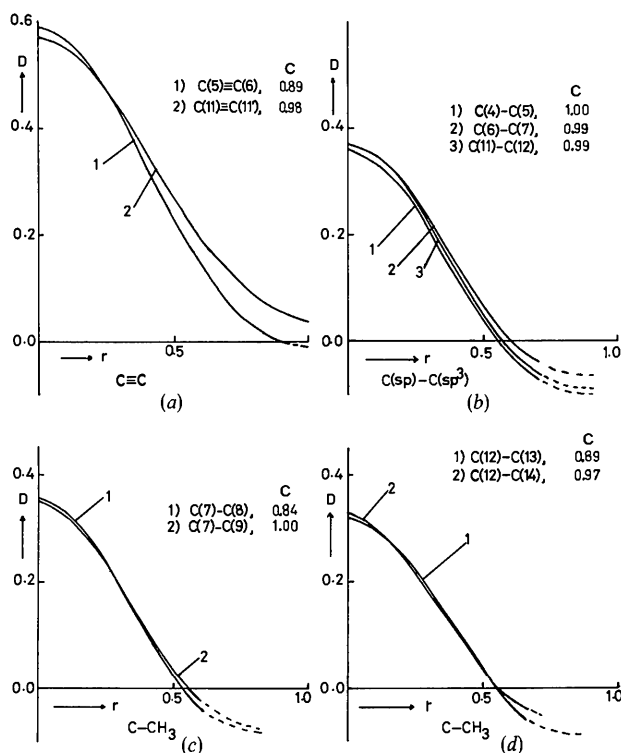 0.6
D
0.4
0.2
0.0
C
1) C(5)≡C(6), 0.89
2) C(11)≡C(11'), 0.98
1
2
r
0.5
1.0
C≡C
(a)
D
0.4
0.2
0.0
C
1) C(4)-C(5), 1.00
2) C(6)-C(7), 0.99
3) C(11)-C(12), 0.99
1
2
3
r
0.5
1.0
C(sp)-C(sp³)
(b)
0.4
D
0.2
0.0
C
1) C(7)-C(8), 0.84
2) C(7)-C(9), 1.00
1
2
r
0.5
1.0
C-CH₃
(c)
0.4
D
0.2
0.0
C
1) C(12)-C(13), 0.89
2) C(12)-C(14), 0.97
2
1
r
0.5
1.0
C-CH₃
(d)